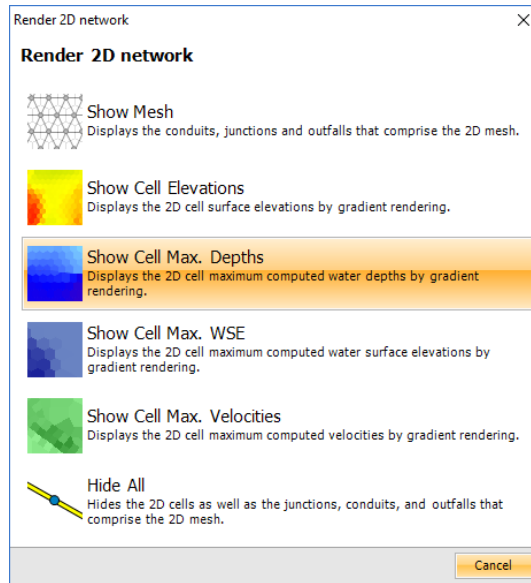 Render 2D network
Render 2D network
Show Mesh
Displays the conduits, junctions and outfalls that comprise the 2D mesh.
Show Cell Elevations
Displays the 2D cell surface elevations by gradient rendering.
Show Cell Max. Depths
Displays the 2D cell maximum computed water depths by gradient
rendering.
Show Cell Max. WSE
Displays the 2D cell maximum computed water surface elevations by
gradient rendering.
Show Cell Max. Velocities
Displays the 2D cell maximum computed velocities by gradient rendering.
Hide All
Hides the 2D cells as well as the junctions, conduits, and outfalls that
comprise the 2D mesh.
Cancel